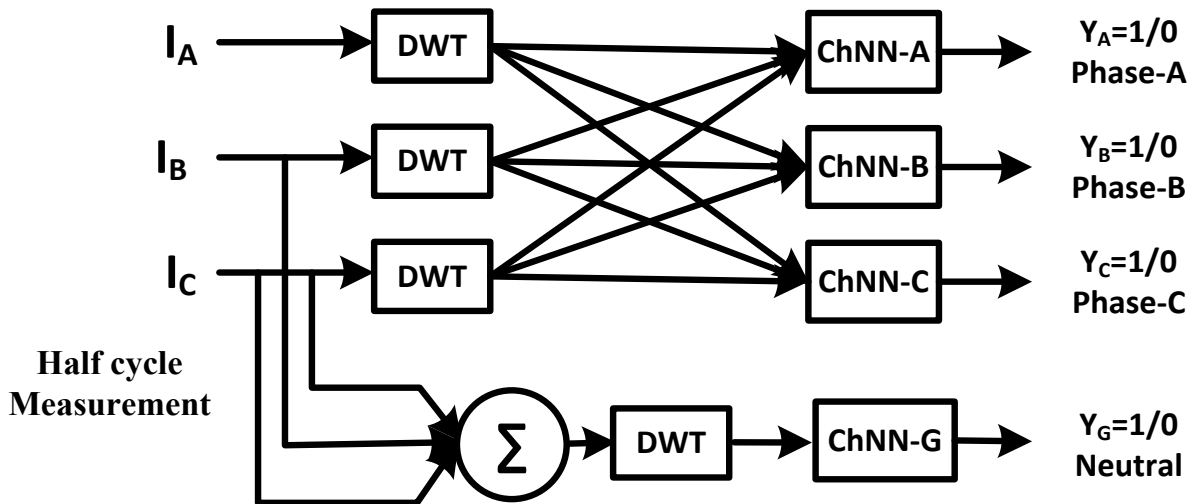 I_A
DWT
ChNN-A
Y_A=1/0
Phase-A
I_B
DWT
ChNN-B
Y_B=1/0
Phase-B
I_C
DWT
ChNN-C
Y_C=1/0
Phase-C
Half cycle
Measurement
Σ
DWT
ChNN-G
Y_G=1/0
Neutral